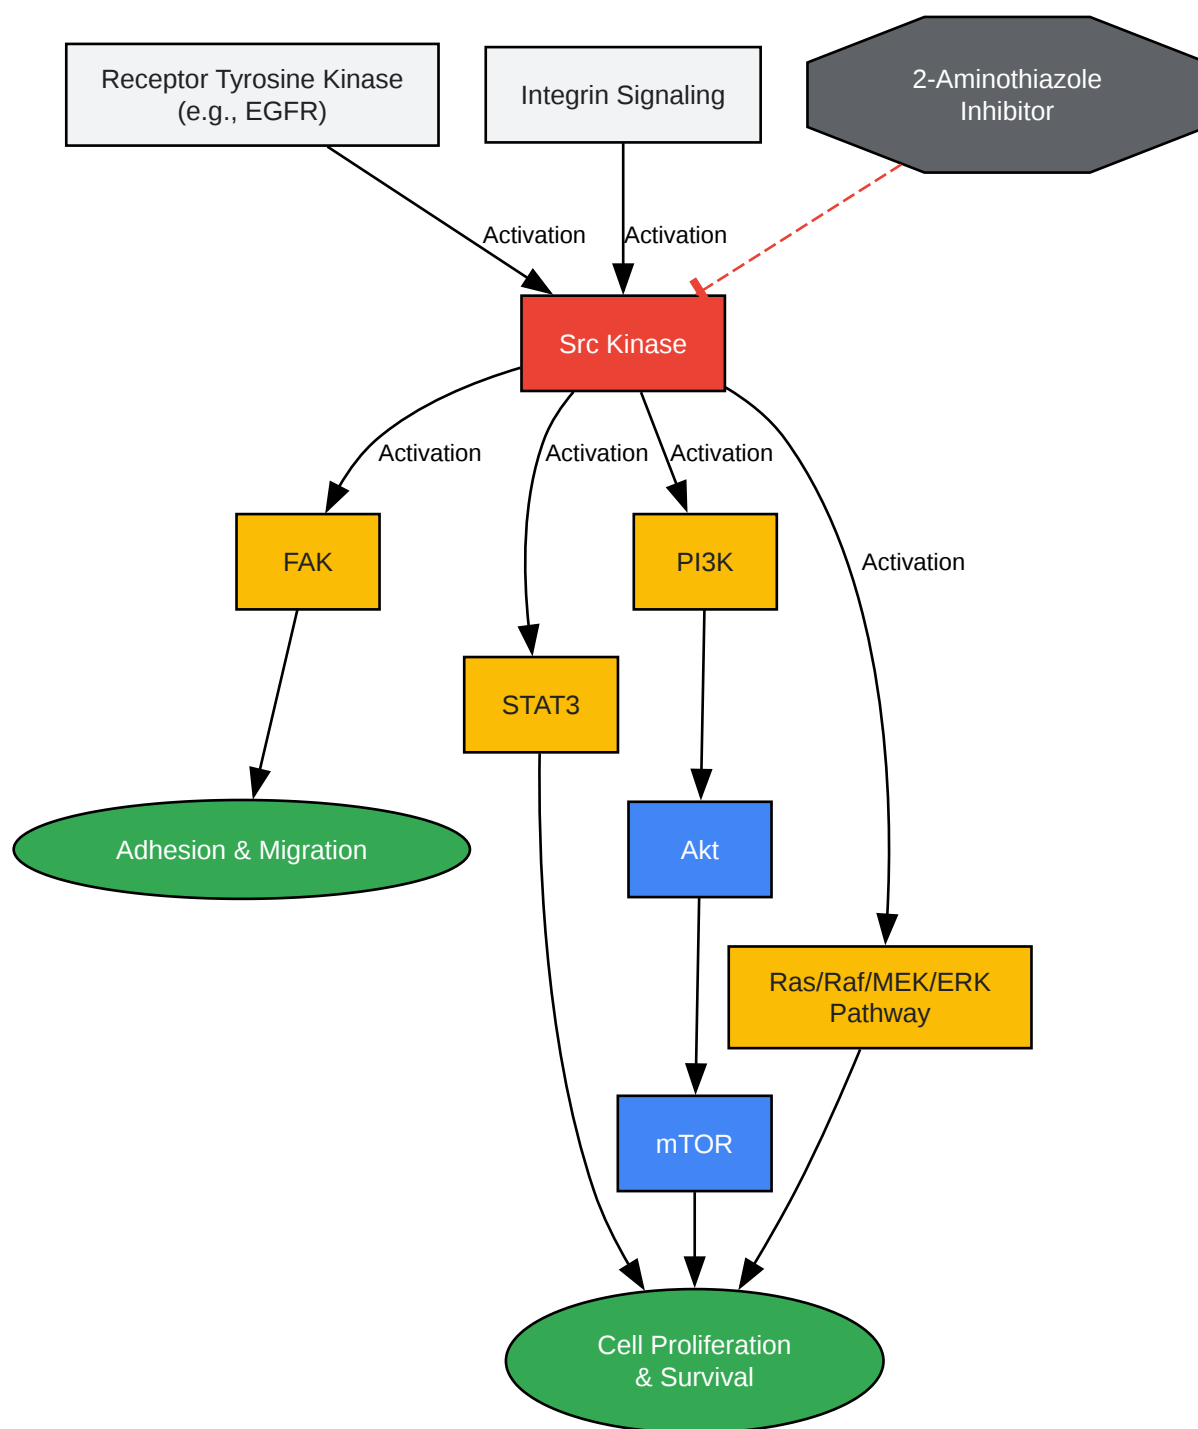 Receptor Tyrosine Kinase
(e.g., EGFR)
Integrin Signaling
2-Aminothiazole
Inhibitor
Activation
Activation
Src Kinase
Activation
Activation
Activation
FAK
PI3K
Activation
STAT3
Adhesion & Migration
Akt
Ras/Raf/MEK/ERK
Pathway
mTOR
Cell Proliferation
& Survival